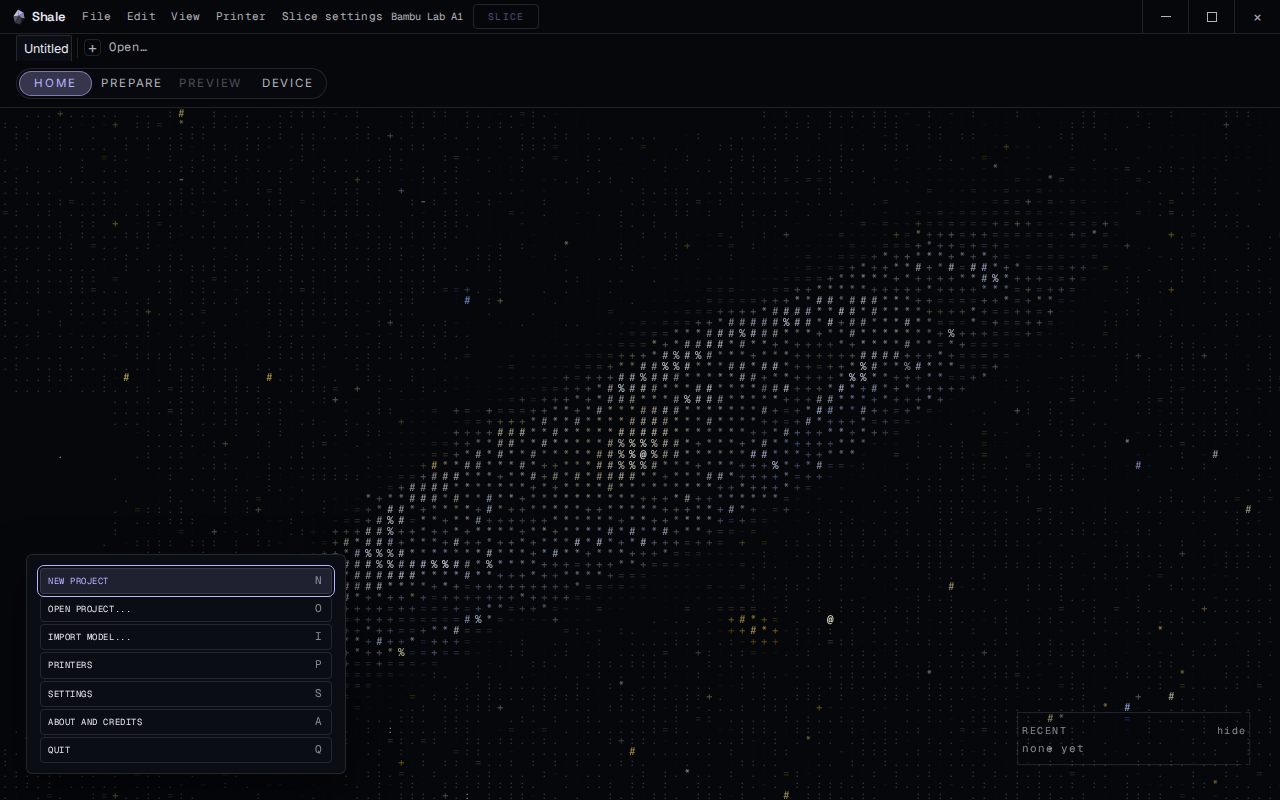 Shale File Edit View Printer Slice settings Bambu Lab A1 SLICE
Untitled + Open…
HOME PREPARE PREVIEW DEVICE
NEW PROJECT N
OPEN PROJECT... O
IMPORT MODEL... I
PRINTERS P
SETTINGS S
ABOUT AND CREDITS A
QUIT Q
RECENT hide
none yet